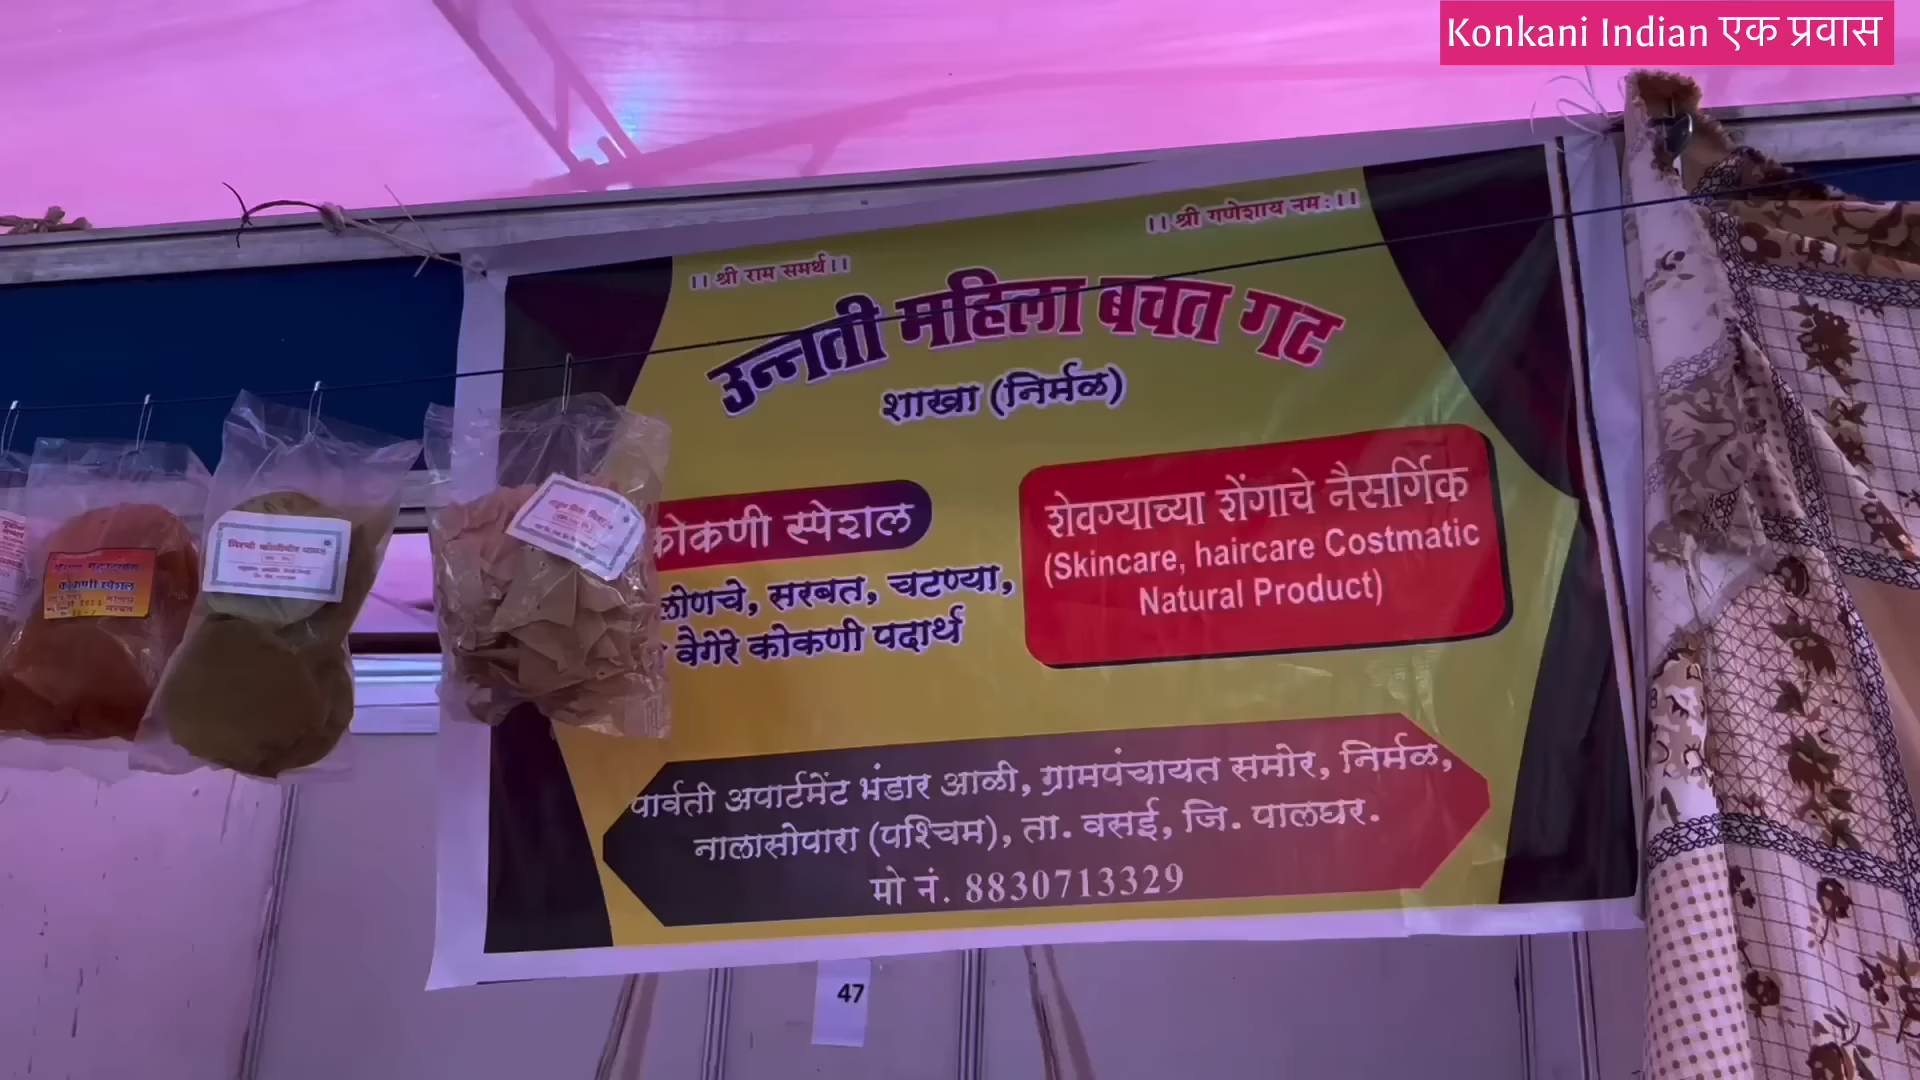 Konkani Indian एक प्रवास
।। श्री राम समर्थ।।
।। श्री गणेशाय नम:।।
उन्नती महिला बचत गट
शाखा (निर्मळ)
कोकणी स्पेशल
लोणचे, सरबत, चटण्या,
वैगेरे कोकणी पदार्थ
शेवग्याच्या शेंगाचे नैसर्गिक
(Skincare, haircare Costmatic
Natural Product)
पार्वती अपार्टमेंट भंडार आळी, ग्रामपंचायत समोर, निर्मळ,
नालासोपारा (पश्चिम), ता. वसई, जि. पालघर.
मो नं. 8830713329
कोकणी स्पेशल
47